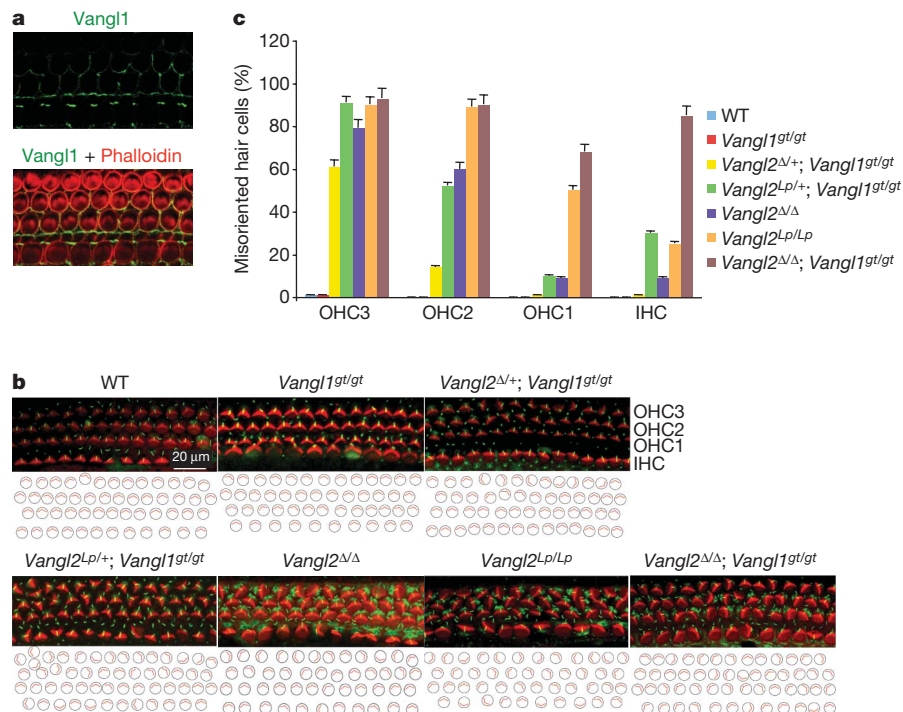 a
Vangl1
Vangl1 + Phalloidin
c
Misoriented hair cells (%)
120
100
80
60
40
20
0
OHC3 OHC2 OHC1 IHC
WT
Vangl1gt/gt
Vangl2Δ/+; Vangl1gt/gt
Vangl2Lp/+; Vangl1gt/gt
Vangl2Δ/Δ
Vangl2Lp/Lp
Vangl2Δ/Δ; Vangl1gt/gt
b
WT Vangl1gt/gt Vangl2Δ/+; Vangl1gt/gt
OHC3
OHC2
OHC1
IHC
20 μm
Vangl2Lp/+; Vangl1gt/gt Vangl2Δ/Δ Vangl2Lp/Lp Vangl2Δ/Δ; Vangl1gt/gt